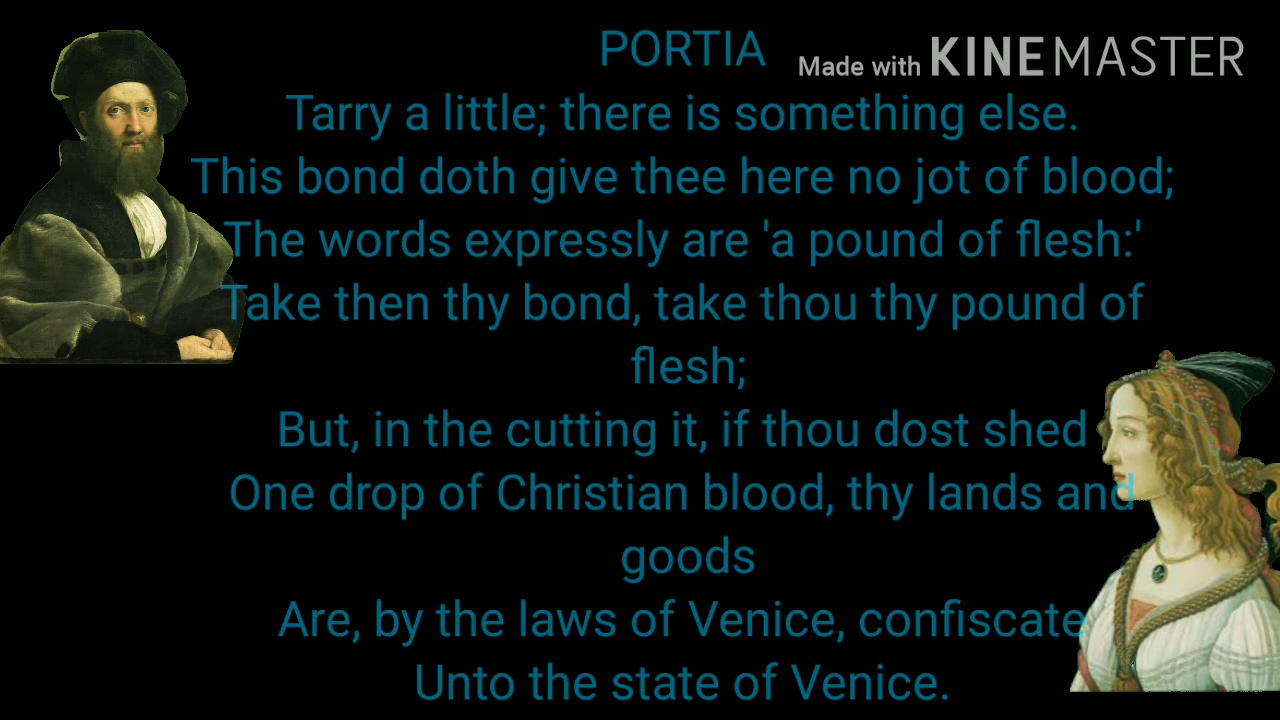 PORTIA
Made with KINEMASTER
Tarry a little; there is something else.
This bond doth give thee here no jot of blood;
The words expressly are 'a pound of flesh:'
Take then thy bond, take thou thy pound of
flesh;
But, in the cutting it, if thou dost shed
One drop of Christian blood, thy lands and
goods
Are, by the laws of Venice, confiscate
Unto the state of Venice.